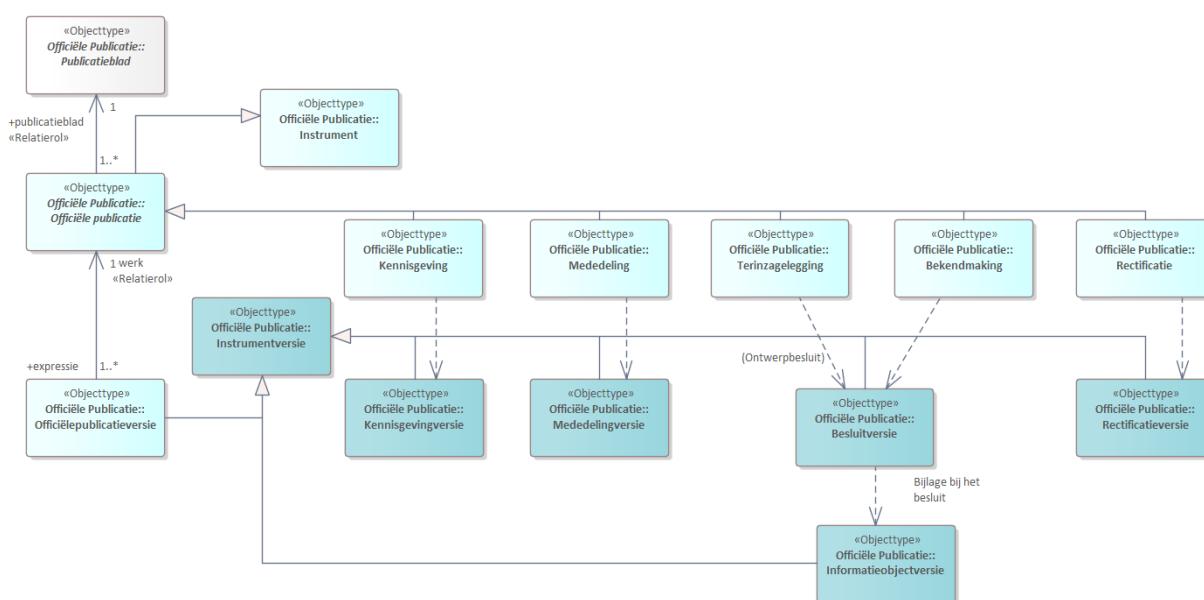 «Objecttype»
Officiële Publicatie::
Publicatieblad
1
+publicatieblad
«Relatierol»
1..*
«Objecttype»
Officiële Publicatie::
Instrument
«Objecttype»
Officiële Publicatie::
Officiële publicatie
«Objecttype»
Officiële Publicatie::
Kennisgeving
«Objecttype»
Officiële Publicatie::
Mededeling
«Objecttype»
Officiële Publicatie::
Terinzagelegging
«Objecttype»
Officiële Publicatie::
Bekendmaking
«Objecttype»
Officiële Publicatie::
Rectificatie
1 werk
«Relatierol»
«Objecttype»
Officiële Publicatie::
Instrumentversie
(Ontwerpbesluit)
+expressie
1..*
«Objecttype»
Officiële Publicatie::
Officiëlepublicatieversie
«Objecttype»
Officiële Publicatie::
Kennisgevingversie
«Objecttype»
Officiële Publicatie::
Mededelingversie
«Objecttype»
Officiële Publicatie::
Besluitversie
«Objecttype»
Officiële Publicatie::
Rectificatieversie
Bijlage bij het
besluit
«Objecttype»
Officiële Publicatie::
Informatieobjectversie